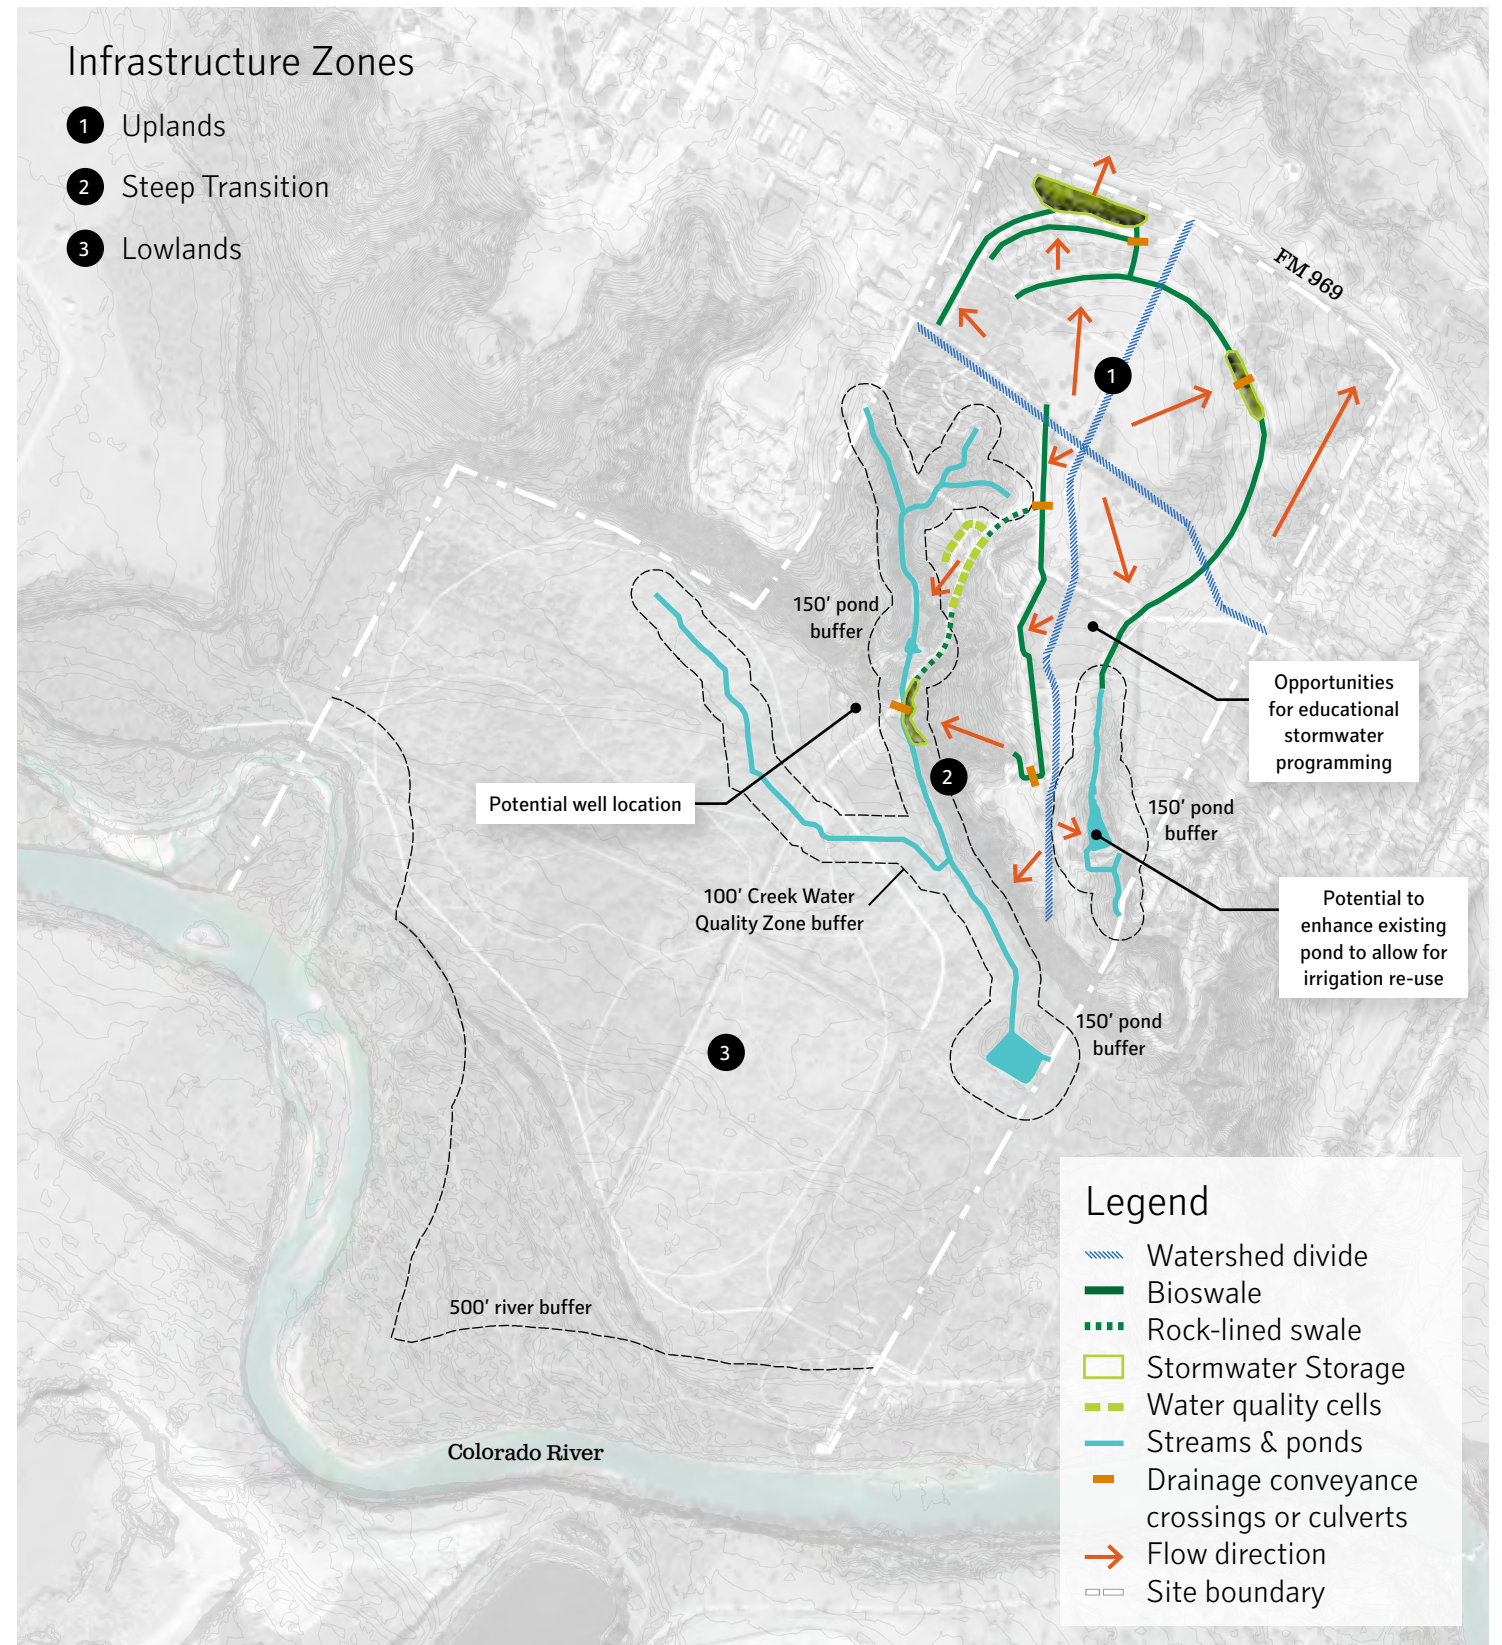 Infrastructure Zones
1 Uplands
2 Steep Transition
3 Lowlands
FM 969
1
150' pond
buffer
Opportunities
for educational
stormwater
programming
Potential well location
2
150' pond
buffer
100' Creek Water
Quality Zone buffer
Potential to
enhance existing
pond to allow for
irrigation re-use
3
150' pond
buffer
500' river buffer
Colorado River
Legend
Watershed divide
Bioswale
Rock-lined swale
Stormwater Storage
Water quality cells
Streams & ponds
Drainage conveyance
crossings or culverts
Flow direction
Site boundary